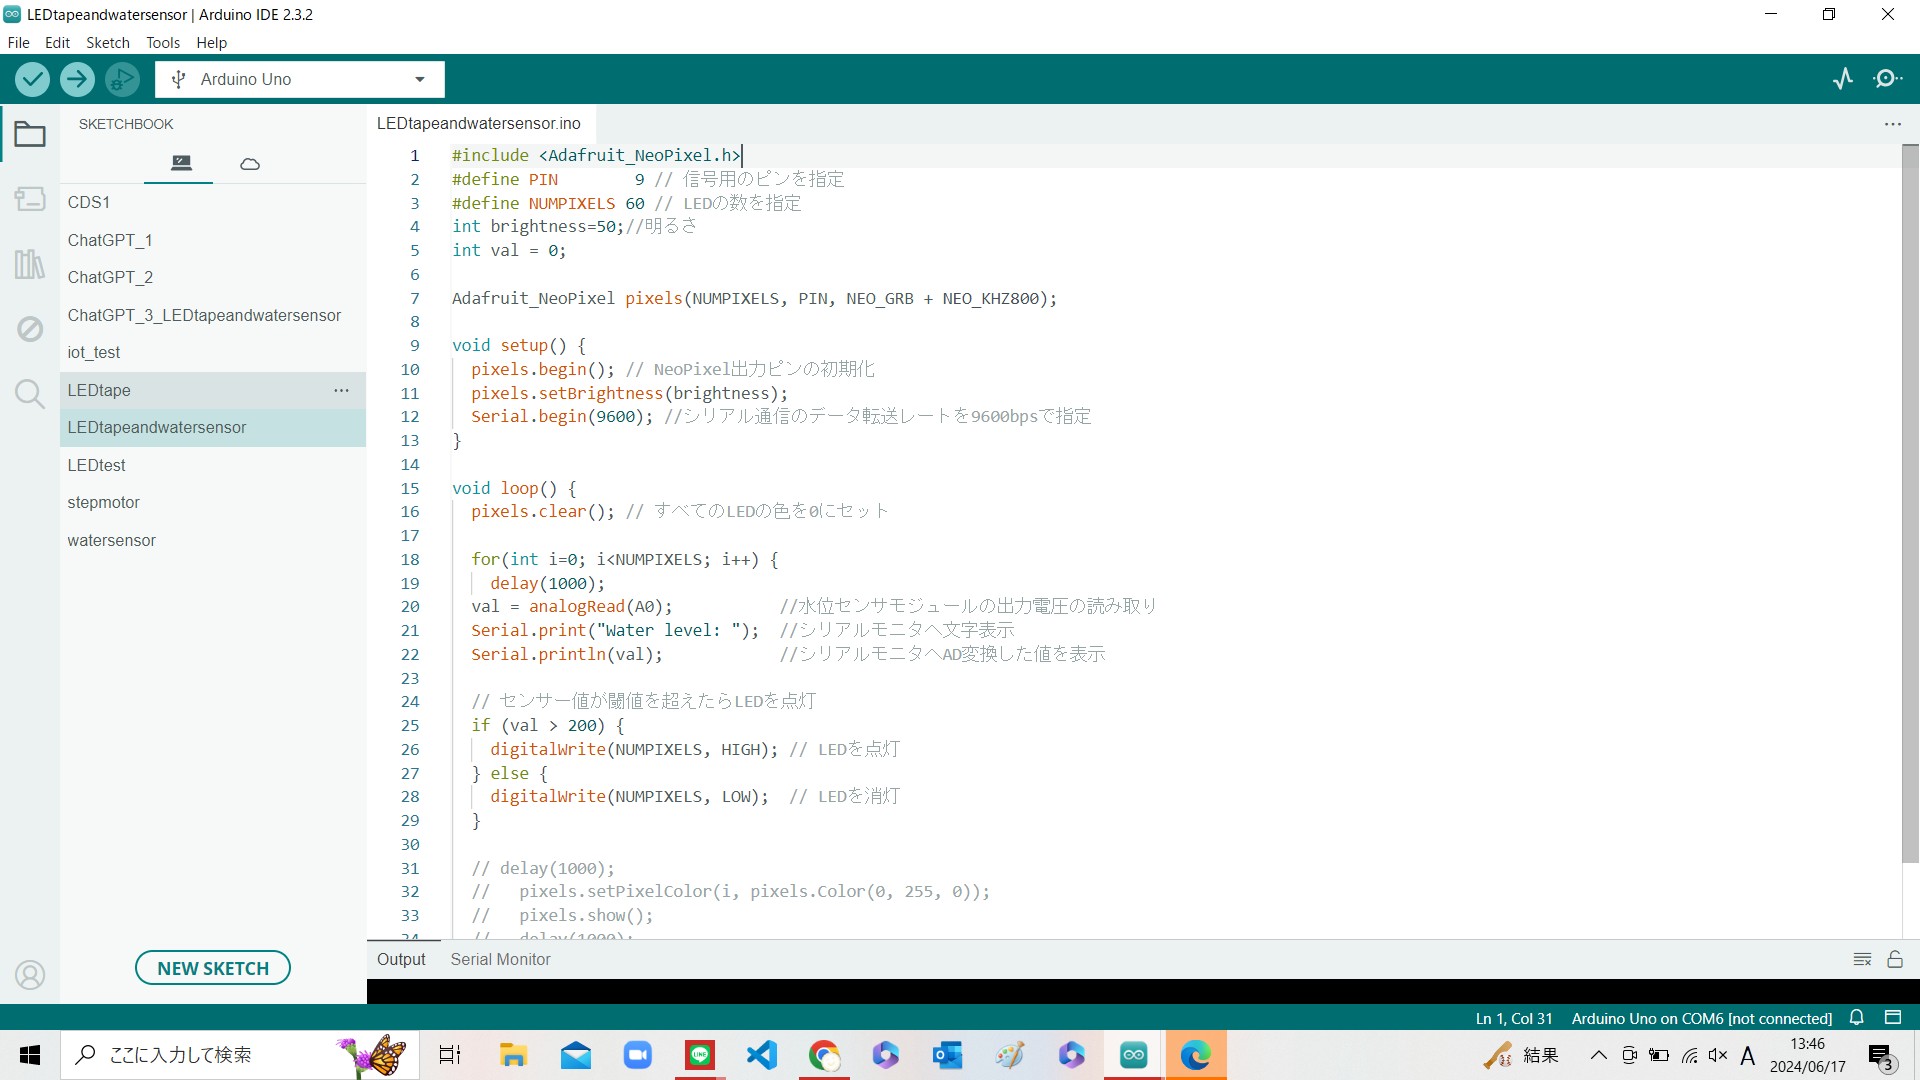 LEDtapeandwatersensor | Arduino IDE 2.3.2
File Edit Sketch Tools Help
Arduino Uno
SKETCHBOOK
CDS1
ChatGPT_1
ChatGPT_2
ChatGPT_3_LEDtapeandwatersensor
iot_test
LEDtape ...
LEDtapeandwatersensor
LEDtest
stepmotor
watersensor
NEW SKETCH
LEDtapeandwatersensor.ino ...
1 #include <Adafruit_NeoPixel.h>
2 #define PIN        9 // 信号用のピンを指定
3 #define NUMPIXELS 60 // LEDの数を指定
4 int brightness=50;//明るさ
5 int val = 0;
6
7 Adafruit_NeoPixel pixels(NUMPIXELS, PIN, NEO_GRB + NEO_KHZ800);
8
9 void setup() {
10   pixels.begin(); // NeoPixel出力ピンの初期化
11   pixels.setBrightness(brightness);
12   Serial.begin(9600); //シリアル通信のデータ転送レートを9600bpsで指定
13 }
14
15 void loop() {
16   pixels.clear(); // すべてのLEDの色を0にセット
17
18   for(int i=0; i<NUMPIXELS; i++) {
19     delay(1000);
20   val = analogRead(A0);           //水位センサモジュールの出力電圧の読み取り
21   Serial.print("Water level: ");  //シリアルモニタへ文字表示
22   Serial.println(val);            //シリアルモニタへAD変換した値を表示
23
24   // センサー値が閾値を超えたらLEDを点灯
25   if (val > 200) {
26     digitalWrite(NUMPIXELS, HIGH); // LEDを点灯
27   } else {
28     digitalWrite(NUMPIXELS, LOW);  // LEDを消灯
29   }
30
31   // delay(1000);
32   //   pixels.setPixelColor(i, pixels.Color(0, 255, 0));
33   //   pixels.show();
34   //   delay(1000);
Output Serial Monitor
Ln 1, Col 31 Arduino Uno on COM6 [not connected]
ここに入力して検索
LINE
結果
A
13:46
2024/06/17
3